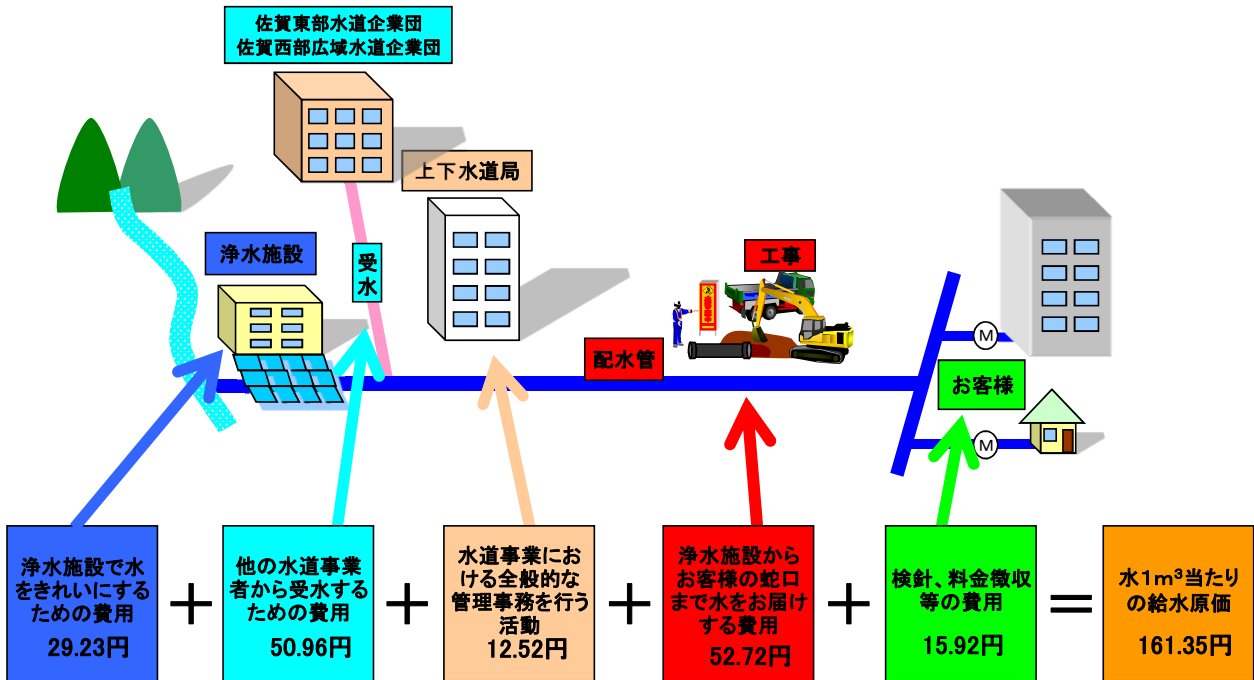 佐賀東部水道企業団
佐賀西部広域水道企業団
上下水道局
浄水施設
受
水
工事
配水管
お客様
M
M
浄水施設で水
をきれいにする
ための費用
29.23円
+
他の水道事業
者から受水する
ための費用
50.96円
+
水道事業にお
ける全般的な
管理事務を行う
活動
12.52円
+
浄水施設から
お客様の蛇口
まで水をお届け
する費用
52.72円
+
検針、料金徴収
等の費用
15.92円
=
水1m³当たり
の給水原価
161.35円